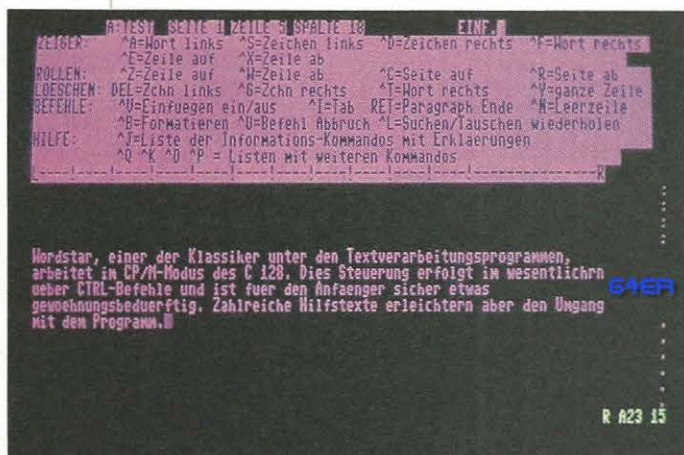 A:TEST SEITE 1 ZEILE 5 SPALTE 18 EINF.
ZEIGER: ^A=Wort links ^S=Zeichen links ^D=Zeichen rechts ^F=Wort rechts
^E=Zeile auf ^X=Zeile ab
ROLLEN: ^Z=Zeile auf ^W=Zeile ab ^C=Seite auf ^R=Seite ab
LOESCHEN: DEL=Zchn links ^G=Zchn rechts ^T=Wort rechts ^Y=ganze Zeile
BEFEHLE: ^V=Einfuegen ein/aus ^I=Tab RET=Paragraph Ende ^N=Leerzeile
^B=Formatieren ^U=Befehl Abbruch ^L=Suchen/Tauschen wiederholen
HILFE: ^J=Liste der Informations-Kommandos mit Erklaerungen
^Q ^K ^O ^P = Listen mit weiteren Kommandos
L----!----!----!----!----!----!----!----!----!----!----!--------------------R
Wordstar, einer der Klassiker unter den Textverarbeitungsprogrammen,
arbeitet im CP/M-Modus des C 128. Dies Steuerung erfolgt im wesentlichrn
ueber CTRL-Befehle und ist fuer den Anfaenger sicher etwas
gewoehnungsbeduerftig. Zahlreiche Hilfstexte erleichtern aber den Umgang
mit dem Programm.
64ER
R A23 15